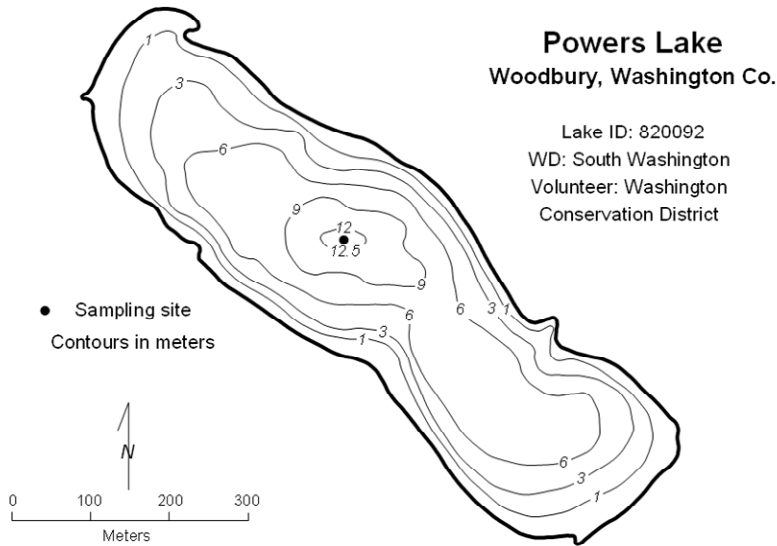 Powers Lake
Woodbury, Washington Co.
Lake ID: 820092
WD: South Washington
Volunteer: Washington
Conservation District
1
3
6
9
12
12.5
9
6
6
3
1
3
1
Sampling site
Contours in meters
N
6
3
1
0 100 200 300
Meters